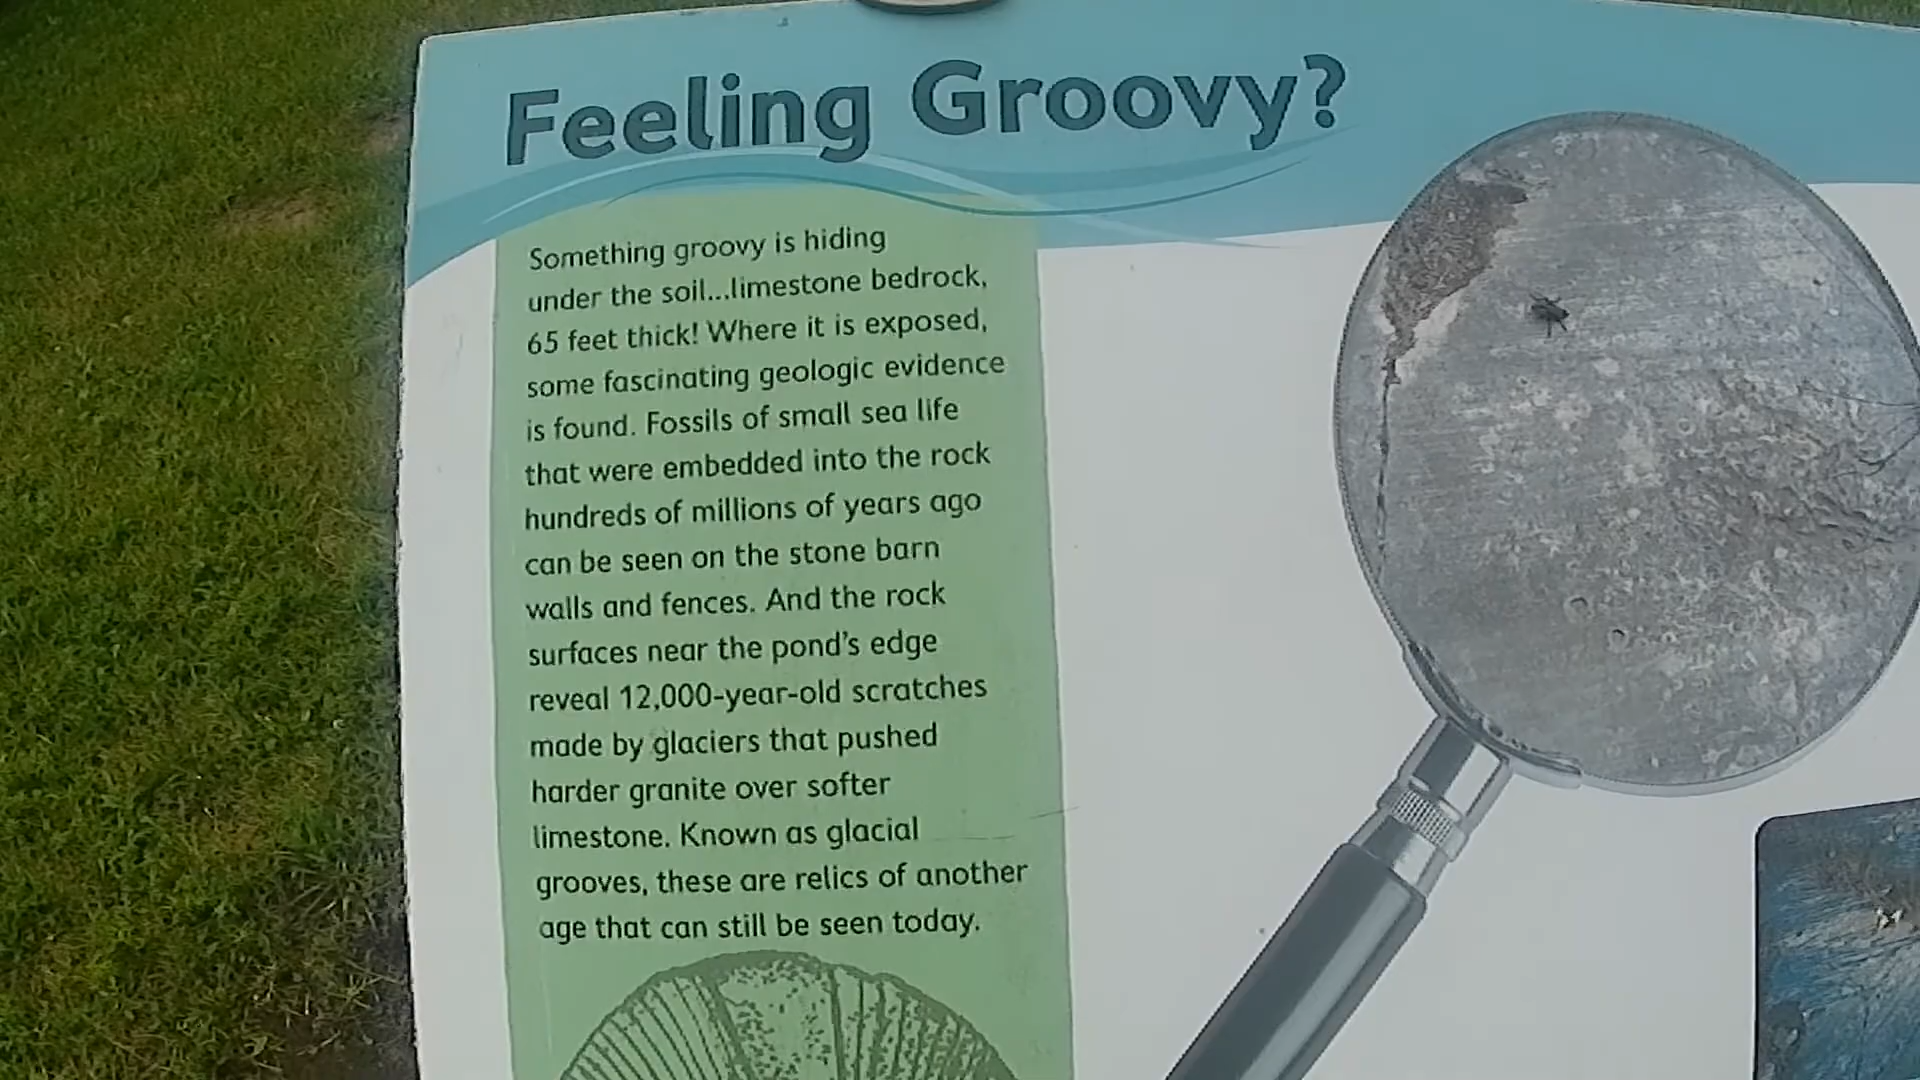 Feeling Groovy?
Something groovy is hiding
under the soil...limestone bedrock,
65 feet thick! Where it is exposed,
some fascinating geologic evidence
is found. Fossils of small sea life
that were embedded into the rock
hundreds of millions of years ago
can be seen on the stone barn
walls and fences. And the rock
surfaces near the pond's edge
reveal 12,000-year-old scratches
made by glaciers that pushed
harder granite over softer
limestone. Known as glacial
grooves, these are relics of another
age that can still be seen today.